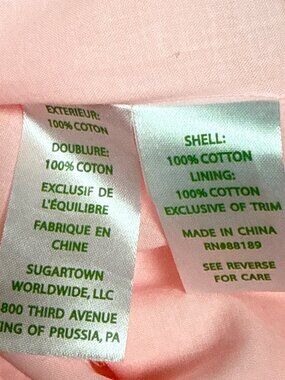 EXTERIEUR:
100% COTON
DOUBLURE:
100% COTON
EXCLUSIF DE
L'ÉQUILIBRE
FABRIQUE EN
CHINE
SUGARTOWN
WORLDWIDE, LLC
800 THIRD AVENUE
ING OF PRUSSIA, PA
SHELL:
100% COTTON
LINING:
100% COTTON
EXCLUSIVE OF TRIM
MADE IN CHINA
RN#88189
SEE REVERSE
FOR CARE